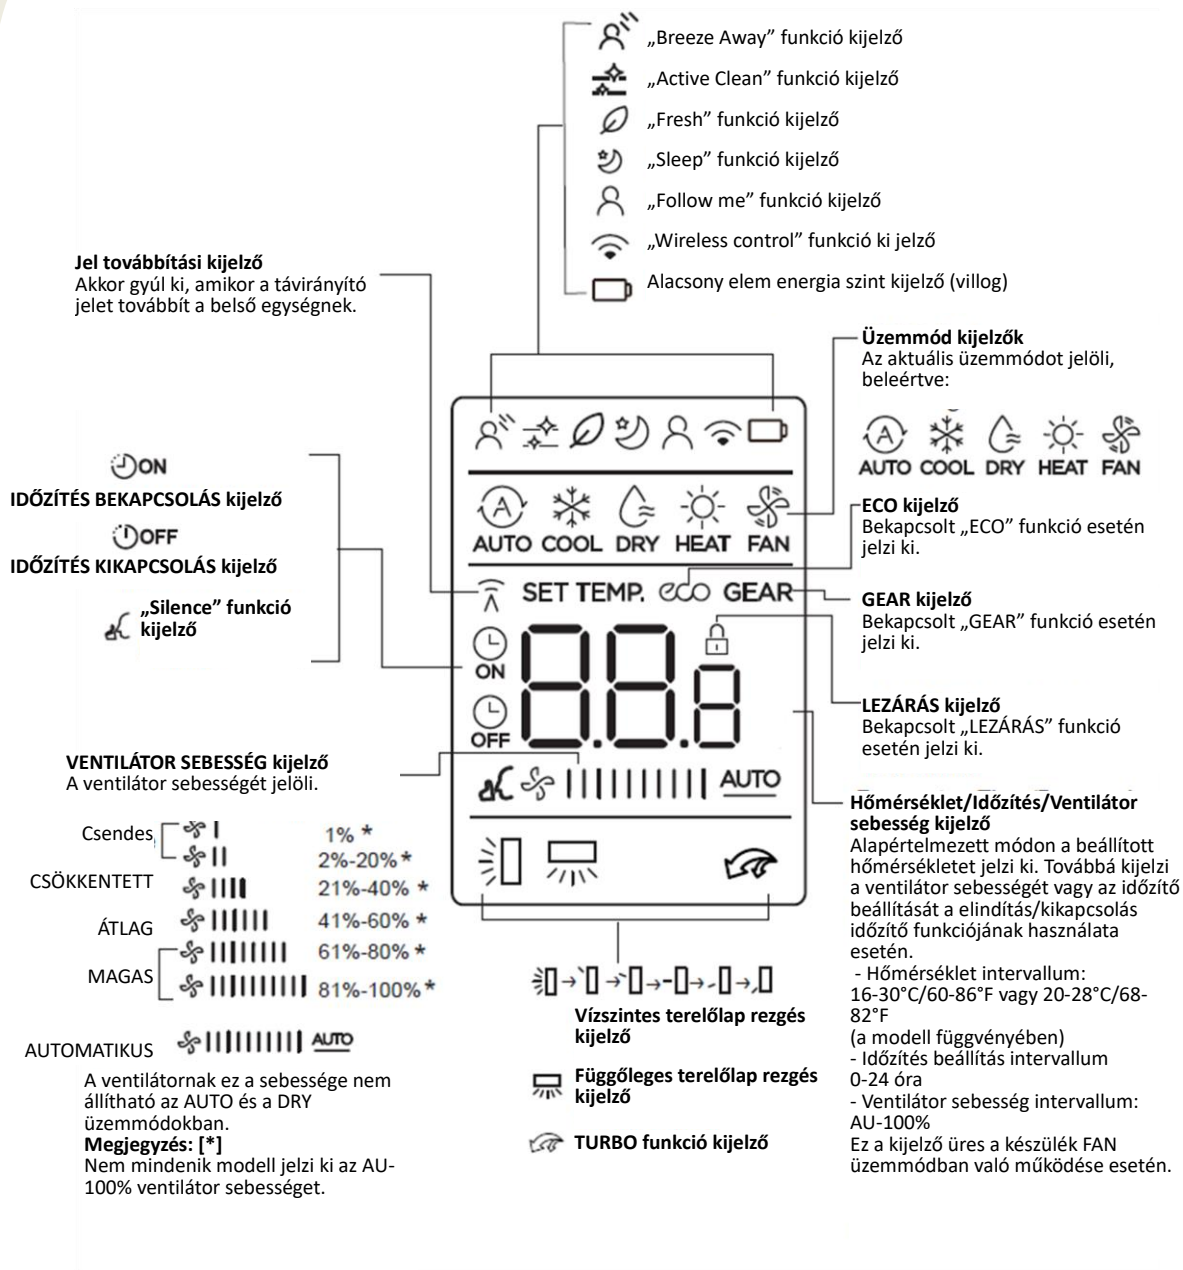 „Breeze Away” funkció kijelző
„Active Clean” funkció kijelző
„Fresh” funkció kijelző
„Sleep” funkció kijelző
„Follow me” funkció kijelző
„Wireless control” funkció ki jelző
Alacsony elem energia szint kijelző (villog)
Jel továbbítási kijelző
Akkor gyúl ki, amikor a távirányító
jelet továbbít a belső egységnek.
Üzemmód kijelzők
Az aktuális üzemmódot jelöli,
beleértve:
A
AUTO COOL DRY HEAT FAN
ON
IDŐZÍTÉS BEKAPCSOLÁS kijelző
OFF
IDŐZÍTÉS KIKAPCSOLÁS kijelző
„Silence” funkció
kijelző
A
AUTO COOL DRY HEAT FAN
SET TEMP. eco GEAR
ON
88.8
OFF
AUTO
ECO kijelző
Bekapcsolt „ECO” funkció esetén
jelzi ki.
GEAR kijelző
Bekapcsolt „GEAR” funkció esetén
jelzi ki.
LEZÁRÁS kijelző
Bekapcsolt „LEZÁRÁS” funkció
esetén jelzi ki.
VENTILÁTOR SEBESSÉG kijelző
A ventilátor sebességét jelöli.
Csendes
1% *
2%-20% *
CSÖKKENTETT 21%-40% *
ÁTLAG 41%-60% *
MAGAS
61%-80% *
81%-100% *
AUTOMATIKUS AUTO
A ventilátornak ez a sebessége nem
állítható az AUTO és a DRY
üzemmódokban.
Megjegyzés: [*]
Nem mindenik modell jelzi ki az AU-
100% ventilátor sebességet.
Vízszintes terelőlap rezgés
kijelző
Függőleges terelőlap rezgés
kijelző
TURBO funkció kijelző
Hőmérséklet/Időzítés/Ventilátor
sebesség kijelző
Alapértelmezett módon a beállított
hőmérsékletet jelzi ki. Továbbá kijelzi
a ventilátor sebességét vagy az időzítő
beállítását a elindítás/kikapcsolás
időzítő funkciójának használata
esetén.
- Hőmérséklet intervallum:
16-30°C/60-86°F vagy 20-28°C/68-
82°F
(a modell függvényében)
- Időzítés beállítás intervallum
0-24 óra
- Ventilátor sebesség intervallum:
AU-100%
Ez a kijelző üres a készülék FAN
üzemmódban való működése esetén.